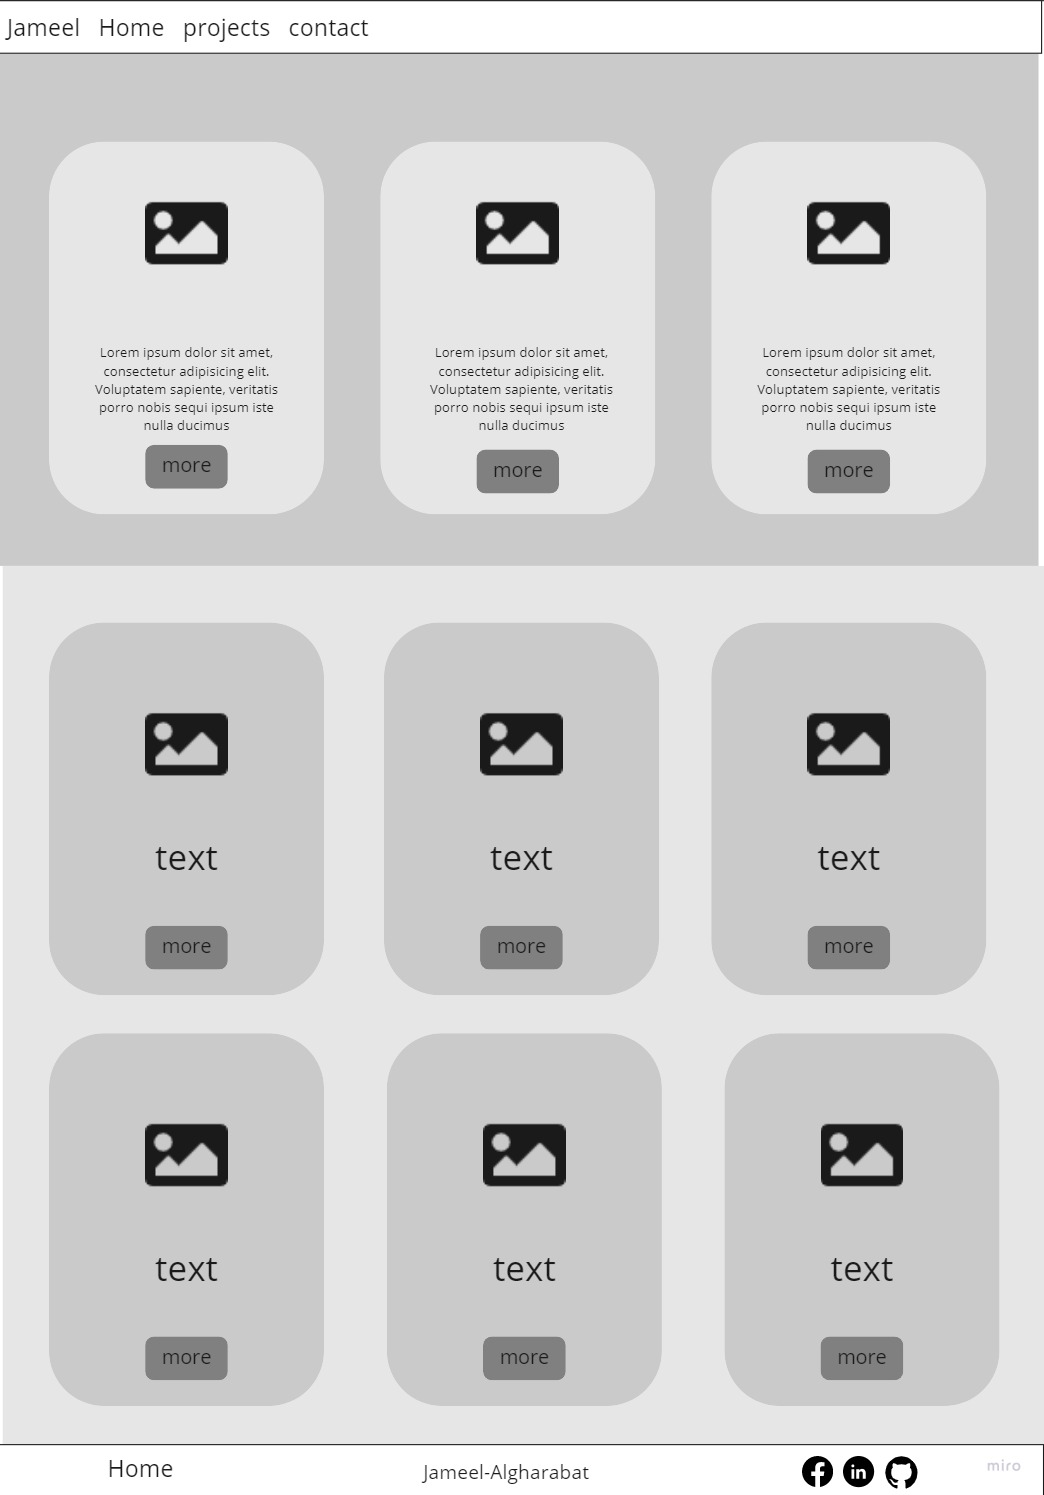 Jameel Home projects contact
Lorem ipsum dolor sit amet,
consectetur adipisicing elit.
Voluptatem sapiente, veritatis
porro nobis sequi ipsum iste
nulla ducimus
more
Lorem ipsum dolor sit amet,
consectetur adipisicing elit.
Voluptatem sapiente, veritatis
porro nobis sequi ipsum iste
nulla ducimus
more
Lorem ipsum dolor sit amet,
consectetur adipisicing elit.
Voluptatem sapiente, veritatis
porro nobis sequi ipsum iste
nulla ducimus
more
text
more
text
more
text
more
text
more
text
more
text
more
Home
Jameel-Algharabat
in
miro